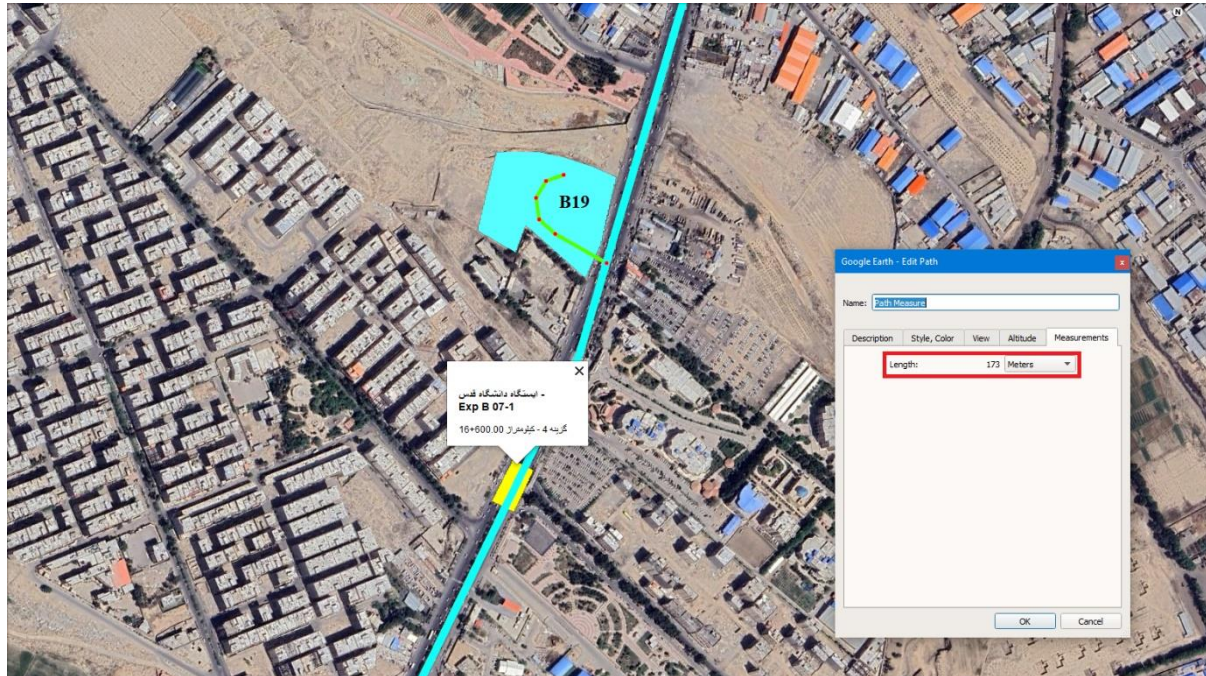 N
B19
- ایستگاه دانشگاه قدس
Exp B 07-1
گزینه 4 - کیلومتراژ 16+600.00
Google Earth - Edit Path
x
Name: Path Measure
Description Style, Color View Altitude Measurements
Length: 173 Meters
OK Cancel